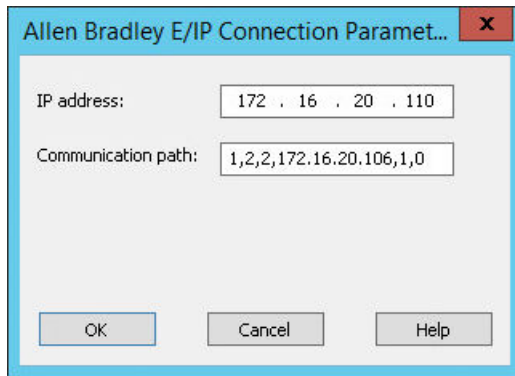 Allen Bradley E/IP Connection Paramet...
x
IP address: 172 . 16 . 20 . 110
Communication path: 1,2,2,172.16.20.106,1,0
OK Cancel Help